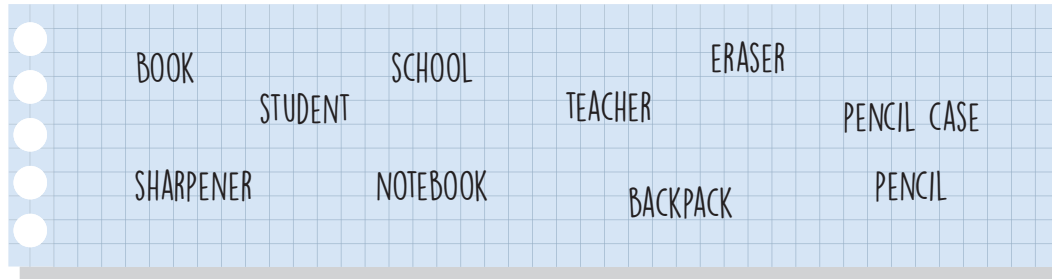 BOOK
SCHOOL
ERASER
STUDENT
TEACHER
PENCIL CASE
SHARPENER
NOTEBOOK
BACKPACK
PENCIL